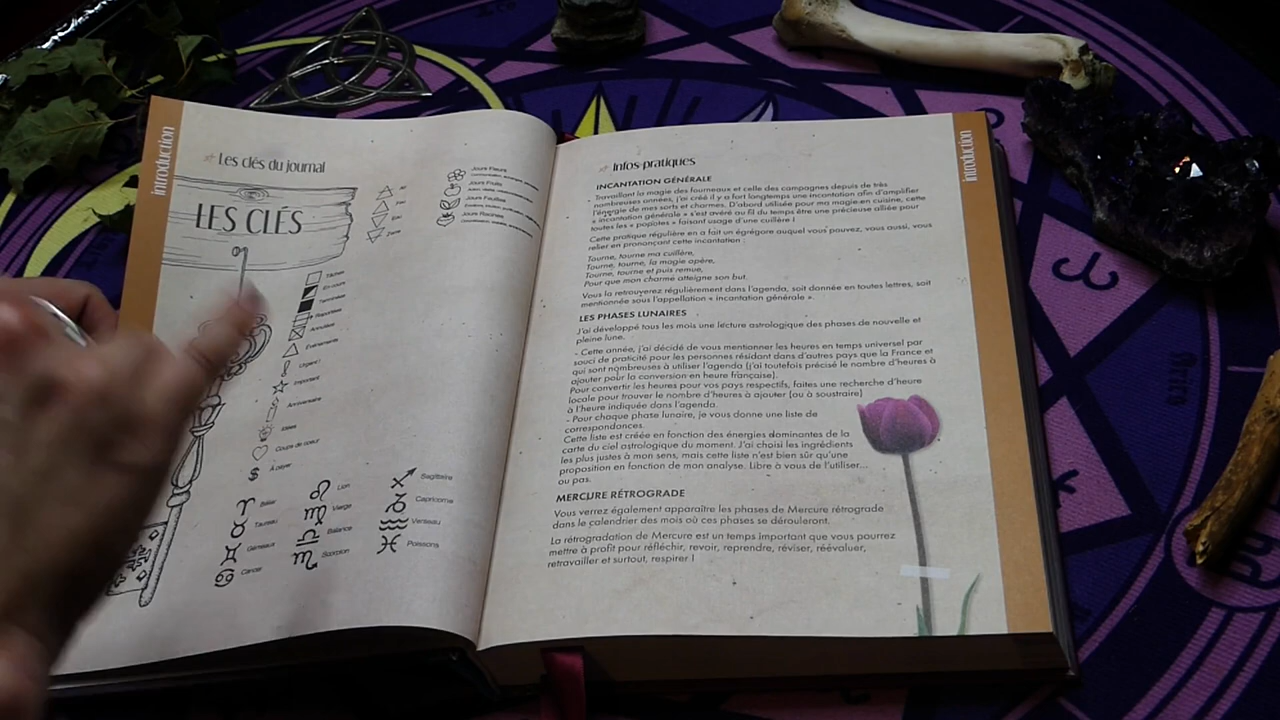 introduction
Les clés du journal
LES CLÉS
Air
Feu
Eau
Terre
Jours Fleurs
Jours Fruits
Jours Feuilles
Jours Racines
Tâches
En cours
Terminées
Reportées
Annulées
Évènements
Urgent !
Important
Anniversaire
Idées
Coups de coeur
$ À payer
Bélier
Taureau
Gémeaux
Cancer
Lion
Vierge
Balance
Scorpion
Sagittaire
Capricorne
Verseau
Poissons
Infos pratiques
introduction
INCANTATION GÉNÉRALE
- Travaillant la magie des fourneaux et celle des campagnes depuis de très
nombreuses années, j'ai créé il y a fort longtemps une incantation afin d'amplifier
l'énergie de mes sorts et charmes. D'abord utilisée pour ma magie en cuisine, cette
« incantation générale » s'est avéré au fil du temps être une précieuse alliée pour
toutes les « popotes » faisant usage d'une cuillère !
Cette pratique régulière en a fait un égrégore auquel vous pouvez, vous aussi, vous
relier en prononçant cette incantation :
Tourne, tourne ma cuillère,
Tourne, tourne, la magie opère,
Tourne, tourne et puis remue,
Pour que mon charme atteigne son but.
Vous la retrouverez régulièrement dans l'agenda, soit donnée en toutes lettres, soit
mentionnée sous l'appellation « incantation générale ».
LES PHASES LUNAIRES
J'ai développé tous les mois une lecture astrologique des phases de nouvelle et
pleine lune.
- Cette année, j'ai décidé de vous mentionner les heures en temps universel par
souci de praticité pour les personnes résidant dans d'autres pays que la France et
qui sont nombreuses à utiliser l'agenda (j'ai toutefois précisé le nombre d'heures à
ajouter pour la conversion en heure française).
Pour convertir les heures pour vos pays respectifs, faites une recherche d'heure
locale pour trouver le nombre d'heures à ajouter (ou à soustraire)
à l'heure indiquée dans l'agenda.
- Pour chaque phase lunaire, je vous donne une liste de
correspondances.
Cette liste est créée en fonction des énergies dominantes de la
carte du ciel astrologique du moment. J'ai choisi les ingrédients
les plus justes à mon sens, mais cette liste n'est bien sûr qu'une
proposition en fonction de mon analyse. Libre à vous de l'utiliser...
ou pas.
MERCURE RÉTROGRADE
Vous verrez également apparaître les phases de Mercure rétrograde
dans le calendrier des mois où ces phases se dérouleront.
La rétrogradation de Mercure est un temps important que vous pourrez
mettre à profit pour réfléchir, revoir, reprendre, réviser, réévaluer,
retravailler et surtout, respirer !